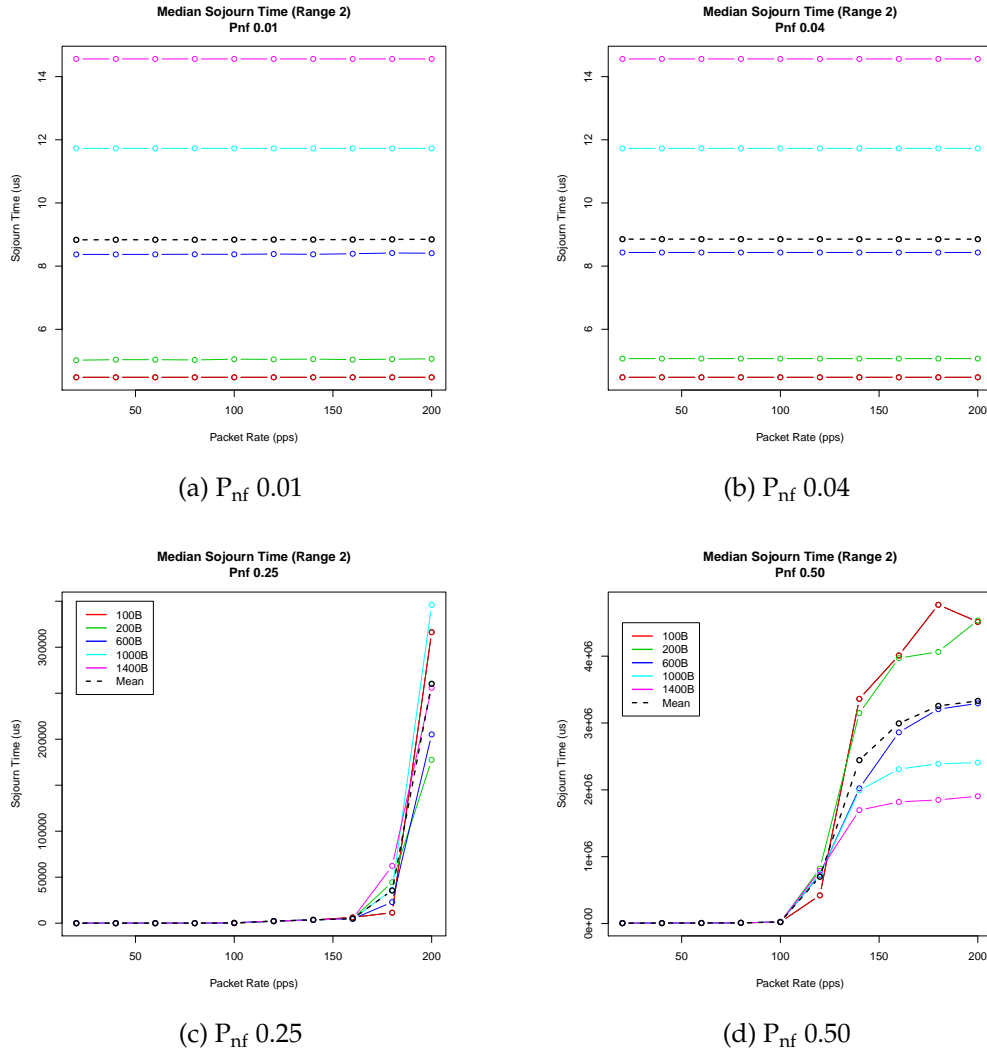 Median Sojourn Time (Range 2)
Pnf 0.01
Sojourn Time (us)
14
12
10
8
6
50
100
150
200
Packet Rate (pps)
(a) Pnf 0.01
Median Sojourn Time (Range 2)
Pnf 0.04
Sojourn Time (us)
14
12
10
8
6
50
100
150
200
Packet Rate (pps)
(b) Pnf 0.04
Median Sojourn Time (Range 2)
Pnf 0.25
100B
200B
600B
1000B
1400B
Mean
Sojourn Time (us)
300000
200000
100000
50000
0
50
100
150
200
Packet Rate (pps)
(c) Pnf 0.25
Median Sojourn Time (Range 2)
Pnf 0.50
100B
200B
600B
1000B
1400B
Mean
Sojourn Time (us)
4e+06
3e+06
2e+06
1e+06
0e+00
50
100
150
200
Packet Rate (pps)
(d) Pnf 0.50